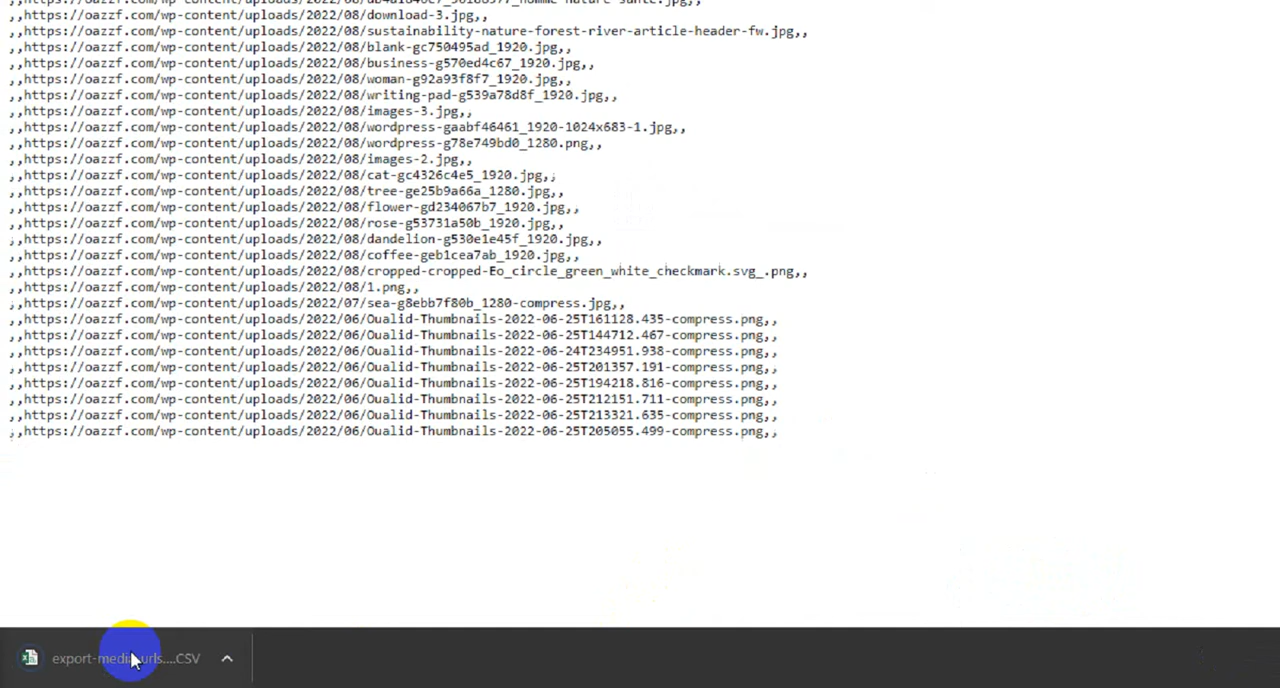 ,,https://oazzf.com/wp-content/uploads/2022/08/download-3.jpg,,
,,https://oazzf.com/wp-content/uploads/2022/08/sustainability-nature-forest-river-article-header-fw.jpg,,
,,https://oazzf.com/wp-content/uploads/2022/08/blank-gc750495ad_1920.jpg,,
,,https://oazzf.com/wp-content/uploads/2022/08/business-g570ed4c67_1920.jpg,,
,,https://oazzf.com/wp-content/uploads/2022/08/woman-g92a93f8f7_1920.jpg,,
,,https://oazzf.com/wp-content/uploads/2022/08/writing-pad-g539a78d8f_1920.jpg,,
,,https://oazzf.com/wp-content/uploads/2022/08/images-3.jpg,,
,,https://oazzf.com/wp-content/uploads/2022/08/wordpress-gaabf46461_1920-1024x683-1.jpg,,
,,https://oazzf.com/wp-content/uploads/2022/08/wordpress-g78e749bd0_1280.png,,
,,https://oazzf.com/wp-content/uploads/2022/08/images-2.jpg,,
,,https://oazzf.com/wp-content/uploads/2022/08/cat-gc4326c4e5_1920.jpg,,
,,https://oazzf.com/wp-content/uploads/2022/08/tree-ge25b9a66a_1280.jpg,,
,,https://oazzf.com/wp-content/uploads/2022/08/flower-gd234067b7_1920.jpg,,
,,https://oazzf.com/wp-content/uploads/2022/08/rose-g53731a50b_1920.jpg,,
,,https://oazzf.com/wp-content/uploads/2022/08/dandelion-g530e1e45f_1920.jpg,,
,,https://oazzf.com/wp-content/uploads/2022/08/coffee-geb1cea7ab_1920.jpg,,
,,https://oazzf.com/wp-content/uploads/2022/08/cropped-cropped-Eo_circle_green_white_checkmark.svg_.png,,
,,https://oazzf.com/wp-content/uploads/2022/08/1.png,,
,,https://oazzf.com/wp-content/uploads/2022/07/sea-g8ebb7f80b_1280-compress.jpg,,
,,https://oazzf.com/wp-content/uploads/2022/06/Oualid-Thumbnails-2022-06-25T161128.435-compress.png,,
,,https://oazzf.com/wp-content/uploads/2022/06/Oualid-Thumbnails-2022-06-25T144712.467-compress.png,,
,,https://oazzf.com/wp-content/uploads/2022/06/Oualid-Thumbnails-2022-06-24T234951.938-compress.png,,
,,https://oazzf.com/wp-content/uploads/2022/06/Oualid-Thumbnails-2022-06-25T201357.191-compress.png,,
,,https://oazzf.com/wp-content/uploads/2022/06/Oualid-Thumbnails-2022-06-25T194218.816-compress.png,,
,,https://oazzf.com/wp-content/uploads/2022/06/Oualid-Thumbnails-2022-06-25T212151.711-compress.png,,
,,https://oazzf.com/wp-content/uploads/2022/06/Oualid-Thumbnails-2022-06-25T213321.635-compress.png,,
,,https://oazzf.com/wp-content/uploads/2022/06/Oualid-Thumbnails-2022-06-25T205055.499-compress.png,,
export-media-urls....CSV